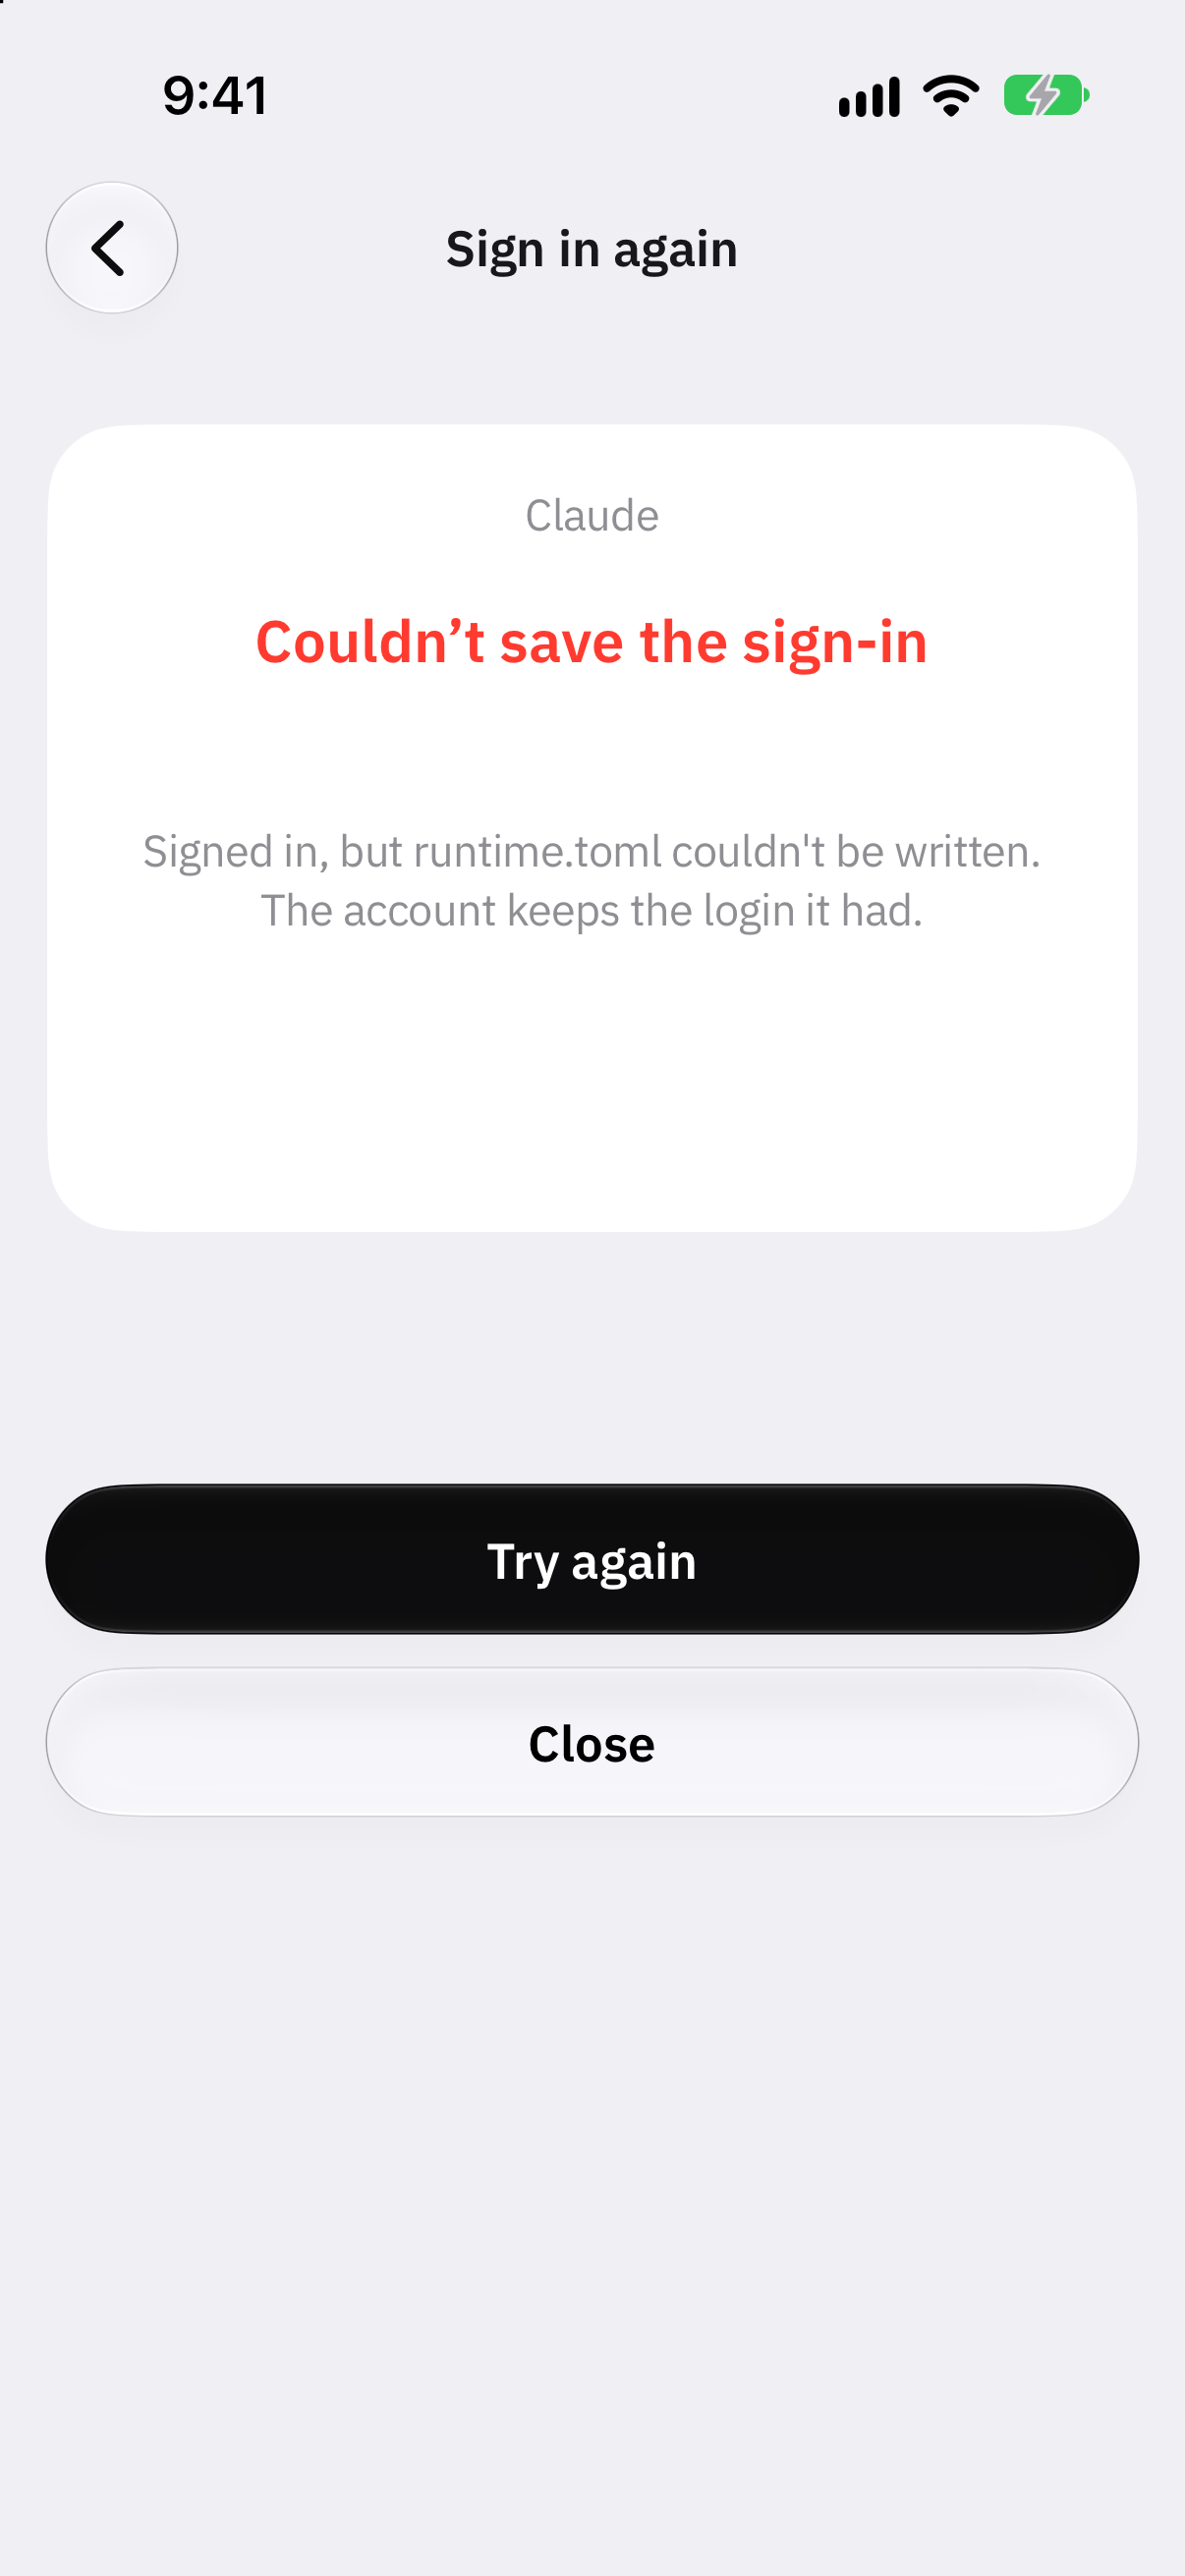 9:41
Sign in again
Claude
Couldn’t save the sign-in
Signed in, but runtime.toml couldn't be written.
The account keeps the login it had.
Try again
Close